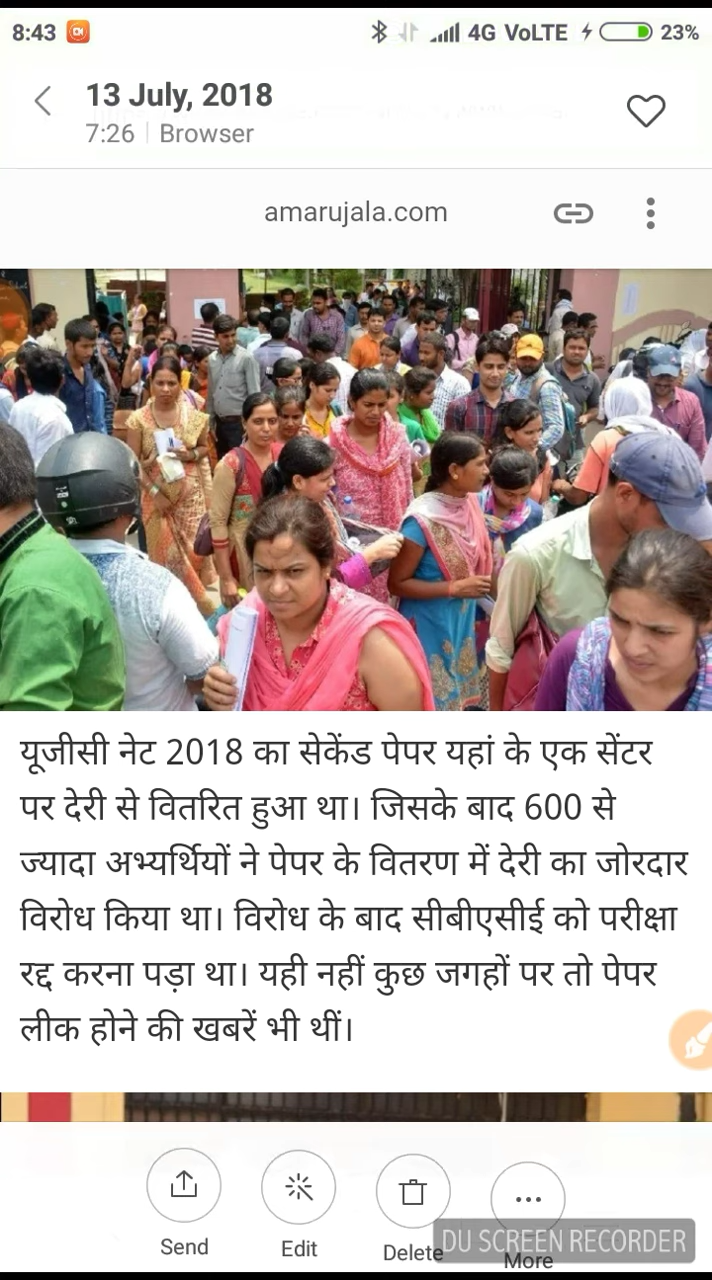 8:43 4G VoLTE 23%
13 July, 2018
7:26 | Browser
amarujala.com
यूजीसी नेट 2018 का सेकेंड पेपर यहां के एक सेंटर
पर देरी से वितरित हुआ था। जिसके बाद 600 से
ज्यादा अभ्यर्थियों ने पेपर के वितरण में देरी का जोरदार
विरोध किया था। विरोध के बाद सीबीएसीई को परीक्षा
रद्द करना पड़ा था। यही नहीं कुछ जगहों पर तो पेपर
लीक होने की खबरें भी थीं।
Send Edit Delete More
DU SCREEN RECORDER